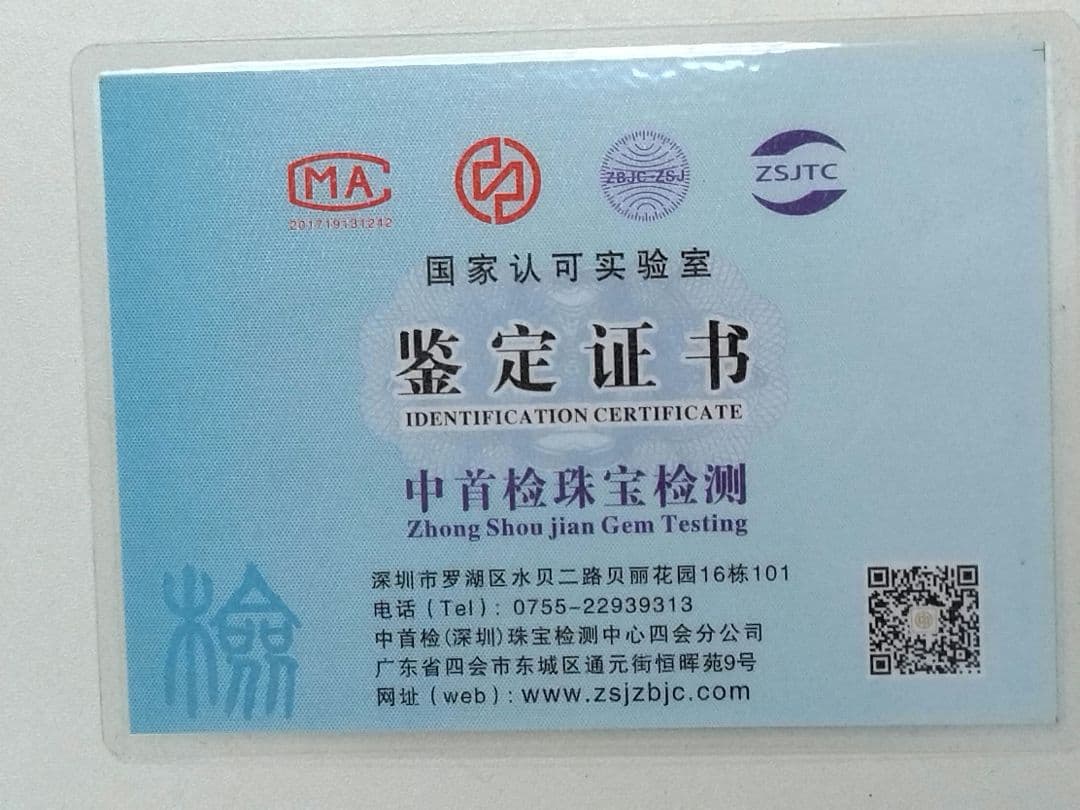 CMA
201719131242
ZBJC-ZSJ
ZSJTC
国家认可实验室
鉴定证书
IDENTIFICATION CERTIFICATE
中首检珠宝检测
Zhong Shou jian Gem Testing
深圳市罗湖区水贝二路贝丽花园16栋101
电话(Tel): 0755-22939313
中首检(深圳)珠宝检测中心四会分公司
广东省四会市东城区通元街恒晖苑9号
网址(web): www.zsjzbjc.com
檢